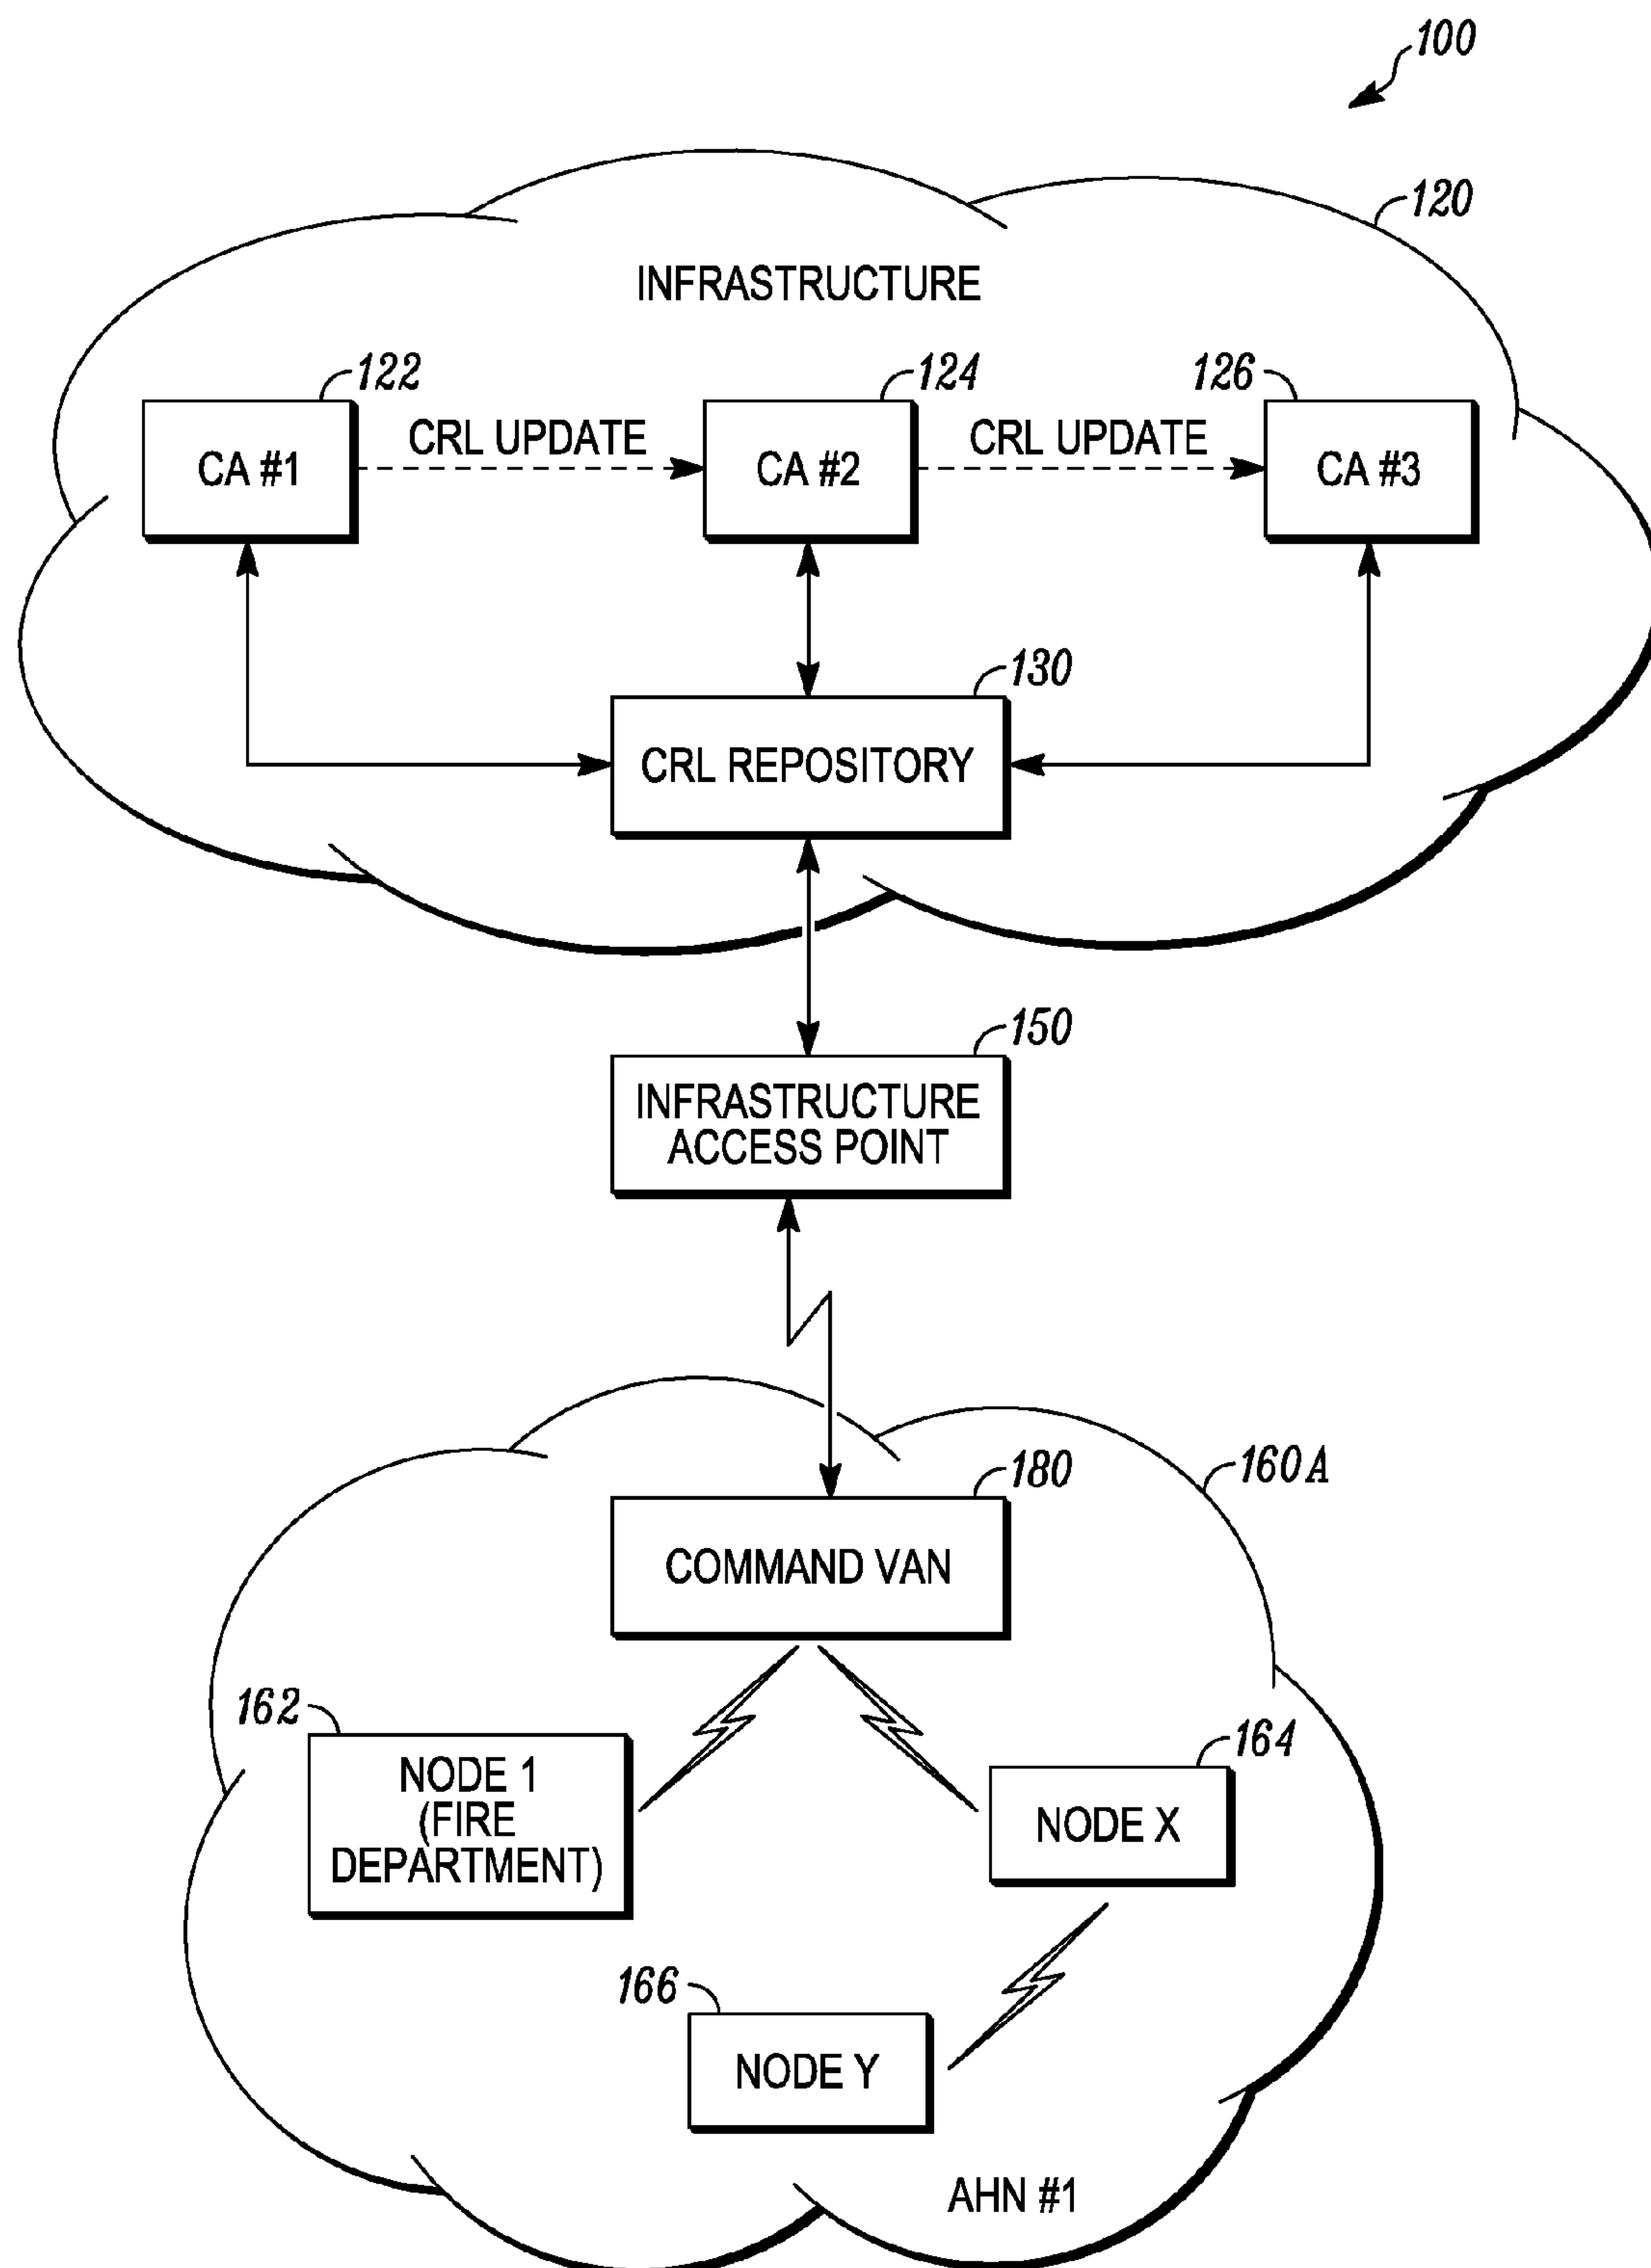 100
120
INFRASTRUCTURE
122
124
126
CA #1
CRL UPDATE
CA #2
CRL UPDATE
CA #3
130
CRL REPOSITORY
150
INFRASTRUCTURE
ACCESS POINT
180
160A
COMMAND VAN
162
NODE 1
(FIRE
DEPARTMENT)
164
NODE X
166
NODE Y
AHN #1